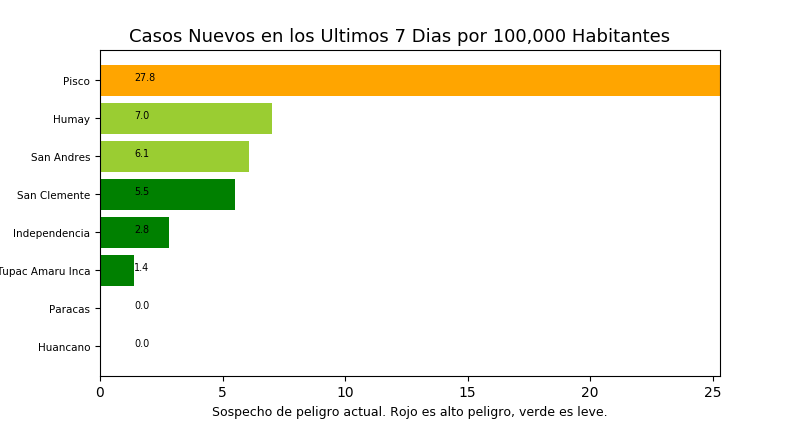 Casos Nuevos en los Ultimos 7 Dias por 100,000 Habitantes
Pisco 27.8
Humay 7.0
San Andres 6.1
San Clemente 5.5
Independencia 2.8
Tupac Amaru Inca 1.4
Paracas 0.0
Huancano 0.0
0 5 10 15 20 25
Sospecho de peligro actual. Rojo es alto peligro, verde es leve.